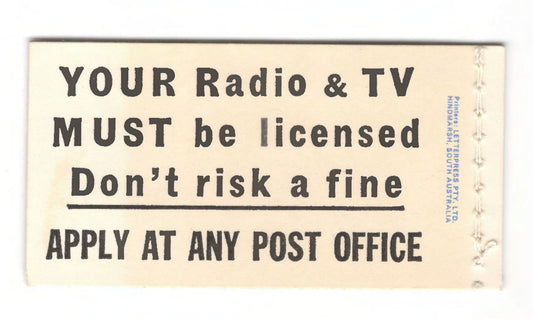 YOUR Radio & TV
MUST be licensed
Don't risk a fine
APPLY AT ANY POST OFFICE
Printers: LETTERPRESS PTY. LTD.
HINDMARSH, SOUTH AUSTRALIA